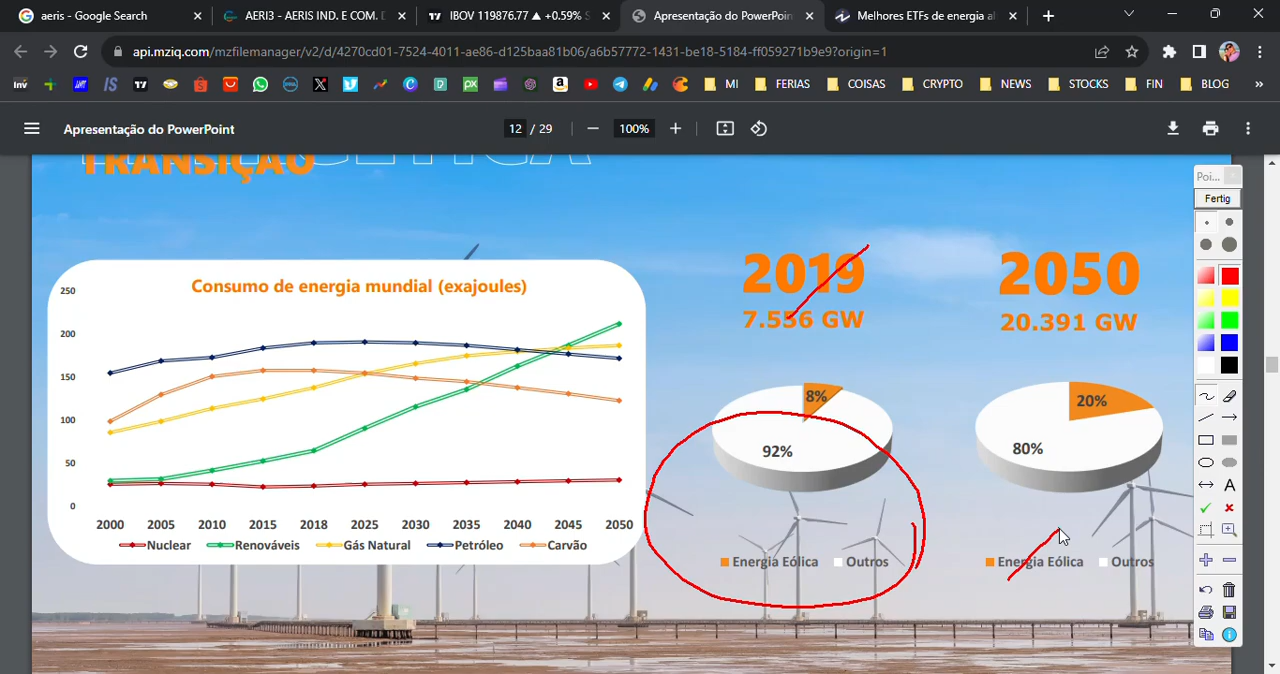 aeris - Google Search
AERI3 - AERIS IND. E COM. D
IBOV 119876.77 ▲ +0.59% S
Apresentação do PowerPoin
Melhores ETFs de energia al
api.mziq.com/mzfilemanager/v2/d/4270cd01-7524-4011-ae86-d125baa81b06/a6b57772-1431-be18-5184-ff059271b9e9?origin=1
MI
FERIAS
COISAS
CRYPTO
NEWS
STOCKS
FIN
BLOG
»
Apresentação do PowerPoint
12 / 29
100%
Poi...
Fertig
TRANSIÇÃO
Consumo de energia mundial (exajoules)
250
200
150
100
50
0
2000 2005 2010 2015 2018 2025 2030 2035 2040 2045 2050
Nuclear Renováveis Gás Natural Petróleo Carvão
2019
7.556 GW
8%
92%
Energia Eólica Outros
2050
20.391 GW
20%
80%
Energia Eólica Outros
A